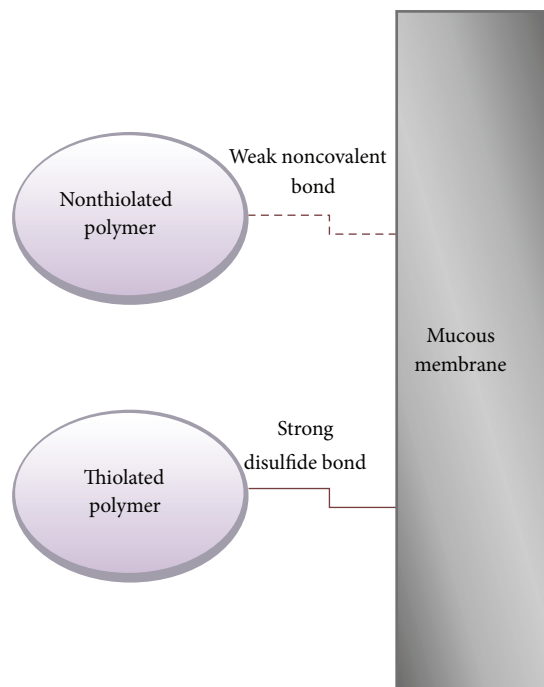 Weak noncovalent
bond
Nonthiolated
polymer
Mucous
membrane
Strong
disulfide bond
Thiolated
polymer